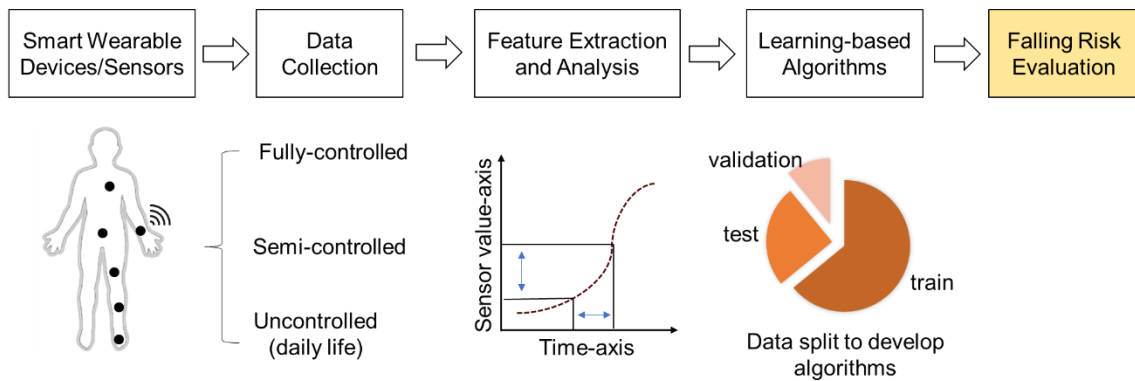 Smart Wearable
Devices/Sensors
Data
Collection
Feature Extraction
and Analysis
Learning-based
Algorithms
Falling Risk
Evaluation
Fully-controlled
Semi-controlled
Uncontrolled
(daily life)
Sensor value-axis
Time-axis
validation
test
train
Data split to develop
algorithms